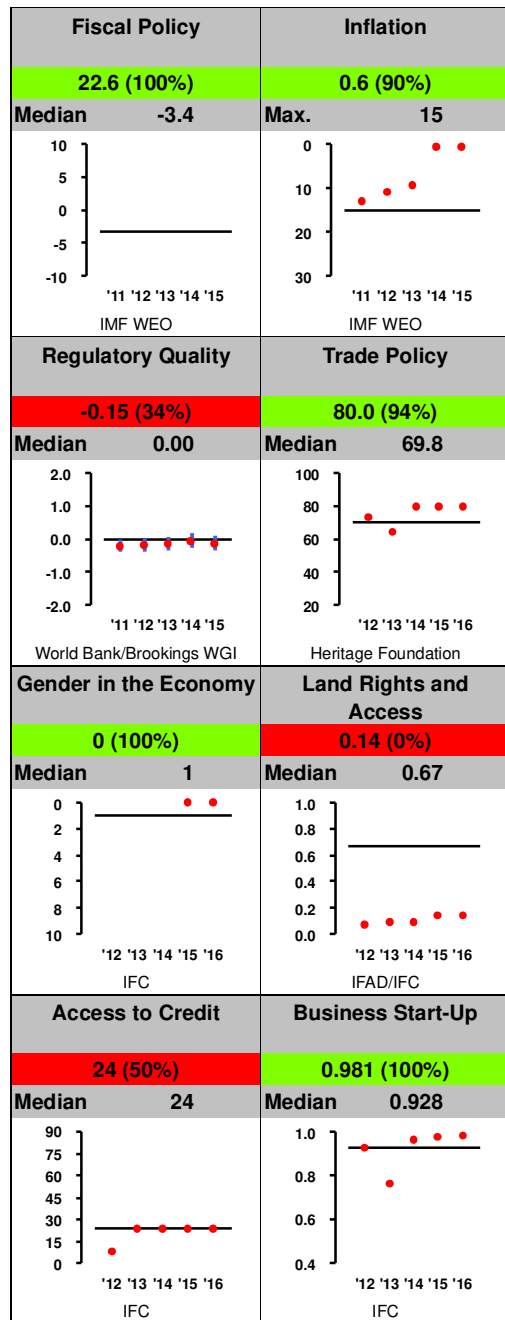 Fiscal Policy
22.6 (100%)
Median -3.4
10
5
0
-5
-10
'11 '12 '13 '14 '15
IMF WEO
Inflation
0.6 (90%)
Max. 15
0
10
20
30
'11 '12 '13 '14 '15
IMF WEO
Regulatory Quality
-0.15 (34%)
Median 0.00
2.0
1.0
0.0
-1.0
-2.0
'11 '12 '13 '14 '15
World Bank/Brookings WGI
Trade Policy
80.0 (94%)
Median 69.8
100
80
60
40
20
'12 '13 '14 '15 '16
Heritage Foundation
Gender in the Economy
0 (100%)
Median 1
0
2
4
6
8
10
'12 '13 '14 '15 '16
IFC
Land Rights and
Access
0.14 (0%)
Median 0.67
1.0
0.8
0.6
0.4
0.2
0.0
'12 '13 '14 '15 '16
IFAD/IFC
Access to Credit
24 (50%)
Median 24
90
75
60
45
30
15
0
'12 '13 '14 '15 '16
IFC
Business Start-Up
0.981 (100%)
Median 0.928
1.0
0.8
0.6
0.4
'12 '13 '14 '15 '16
IFC